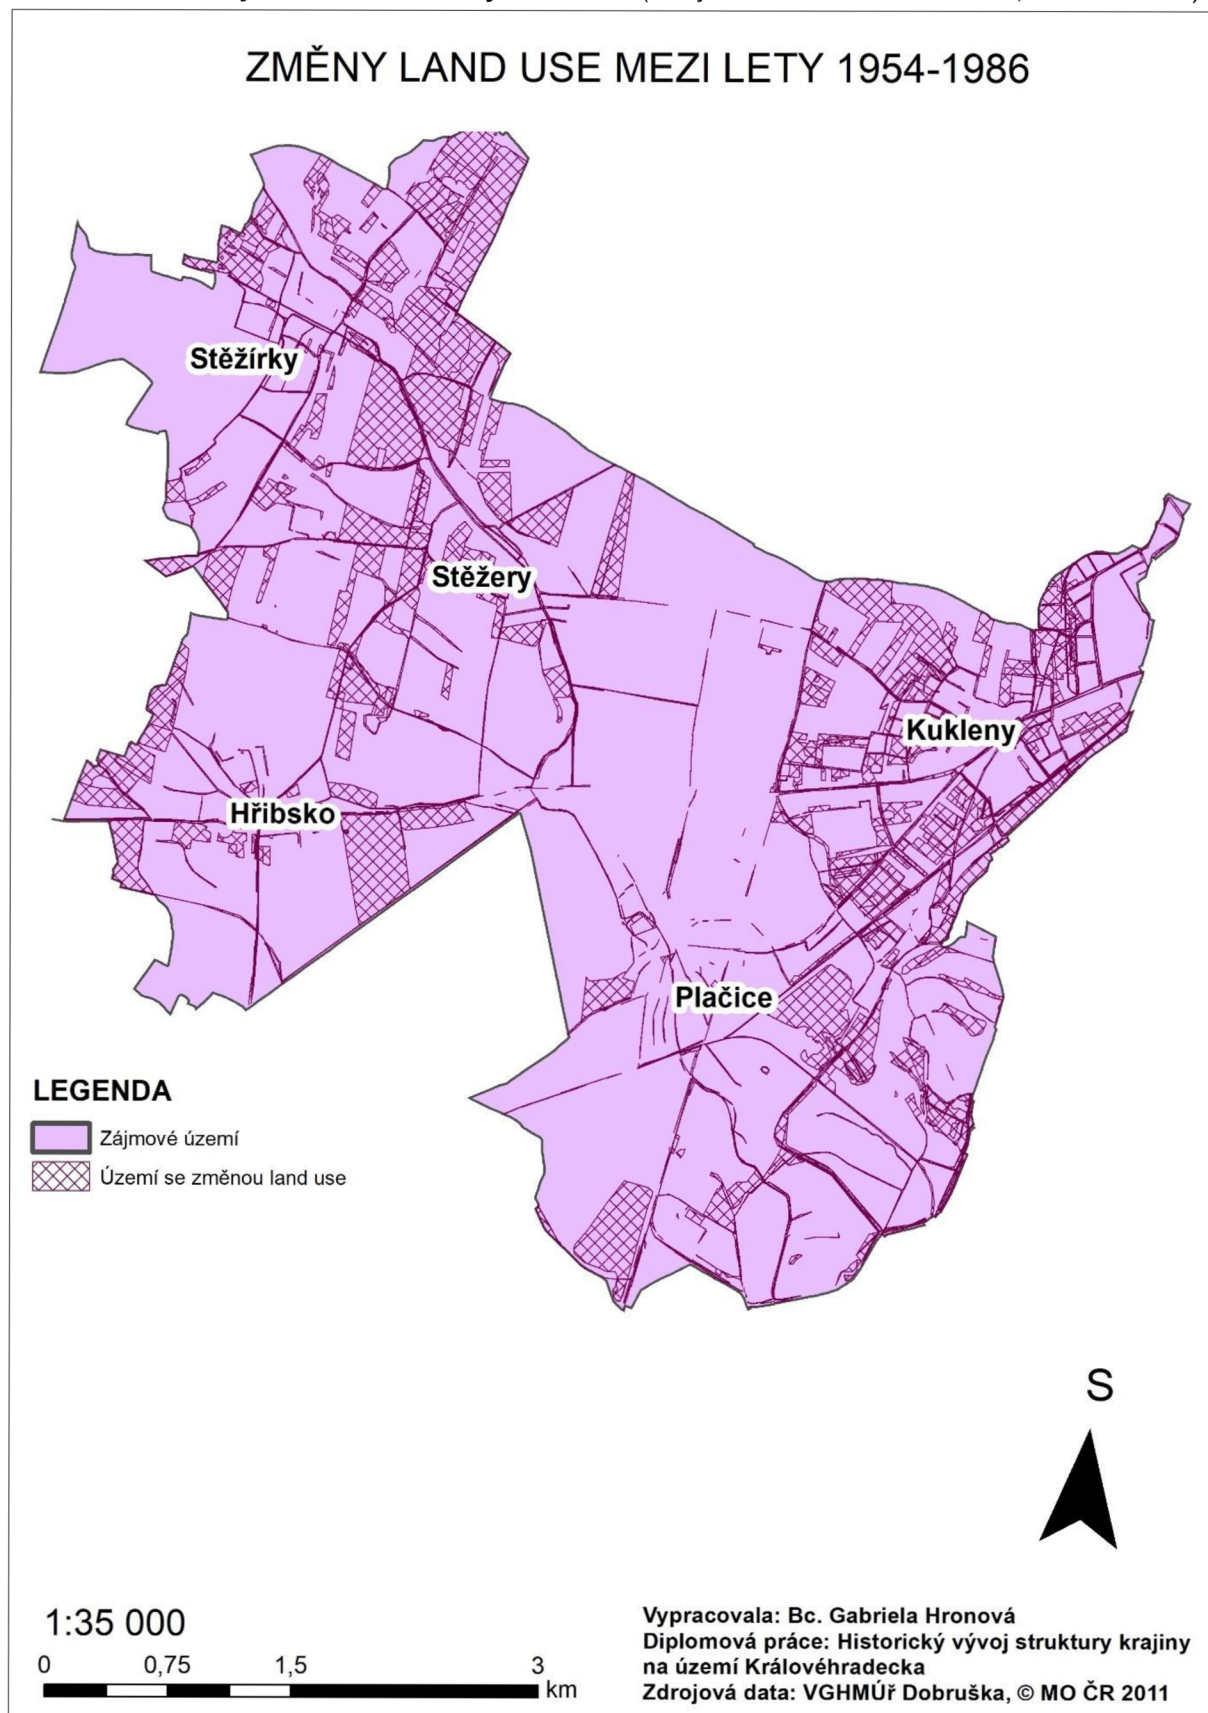 ZMĚNY LAND USE MEZI LETY 1954-1986
Stěžírky
Stěžery
Kukleny
Hřibsko
Plačice
LEGENDA
Zájmové území
Území se změnou land use
S
1:35 000
0 0,75 1,5 3
km
Vypracovala: Bc. Gabriela Hronová
Diplomová práce: Historický vývoj struktury krajiny
na území Královéhradecka
Zdrojová data: VGHMÚř Dobruška, © MO ČR 2011